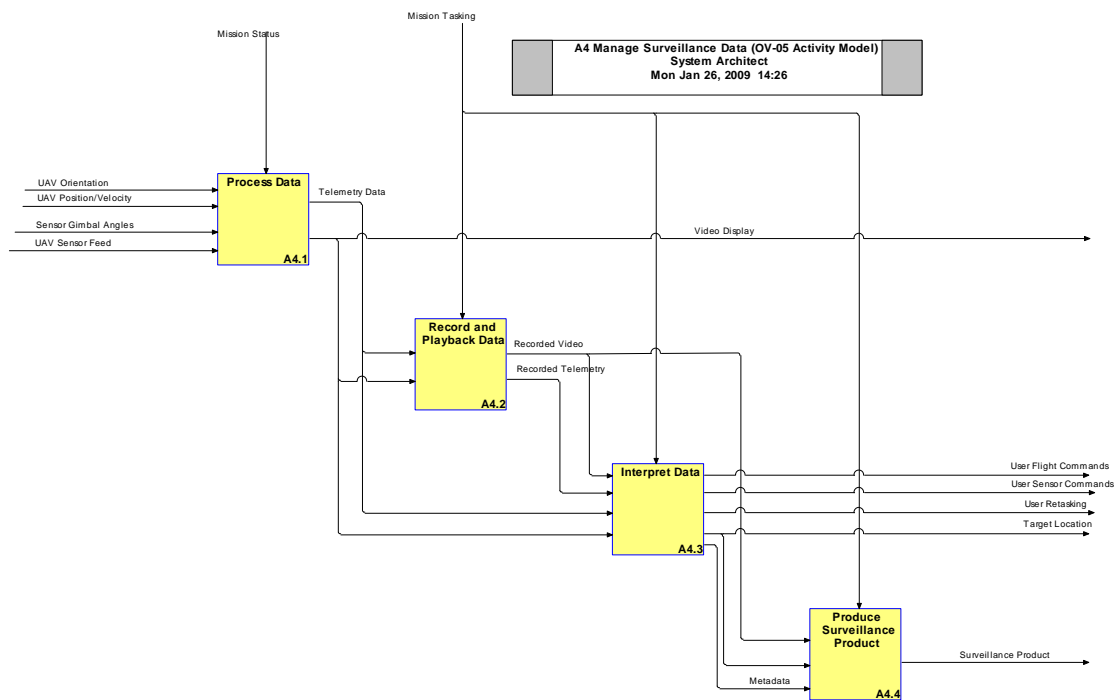 Mission Tasking
Mission Status
A4 Manage Surveillance Data (OV-05 Activity Model)
System Architect
Mon Jan 26, 2009 14:26
UAV Orientation
UAV Position/Velocity
Sensor Gimbal Angles
UAV Sensor Feed
Process Data
A4.1
Telemetry Data
Video Display
Record and
Playback Data
A4.2
Recorded Video
Recorded Telemetry
Interpret Data
A4.3
User Flight Commands
User Sensor Commands
User Retasking
Target Location
Produce
Surveillance
Product
A4.4
Metadata
Surveillance Product